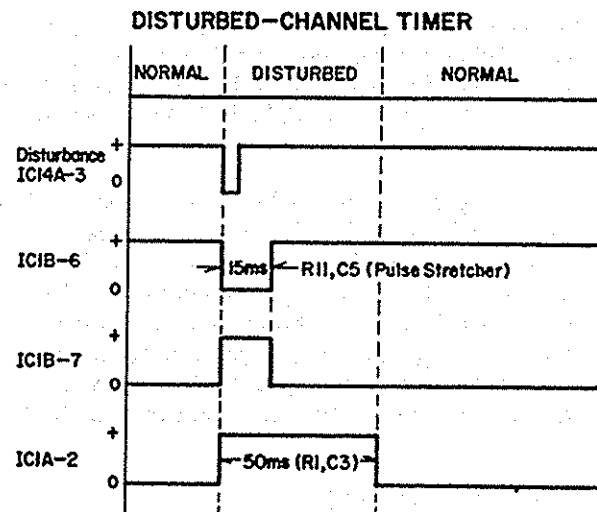 DISTURBED-CHANNEL TIMER
NORMAL DISTURBED NORMAL
Disturbance + 
IC14A-3 0
+
IC1B-6 15ms R11,C5 (Pulse Stretcher)
0
+
IC1B-7
0
+
IC1A-2 50ms (R1,C3)
0